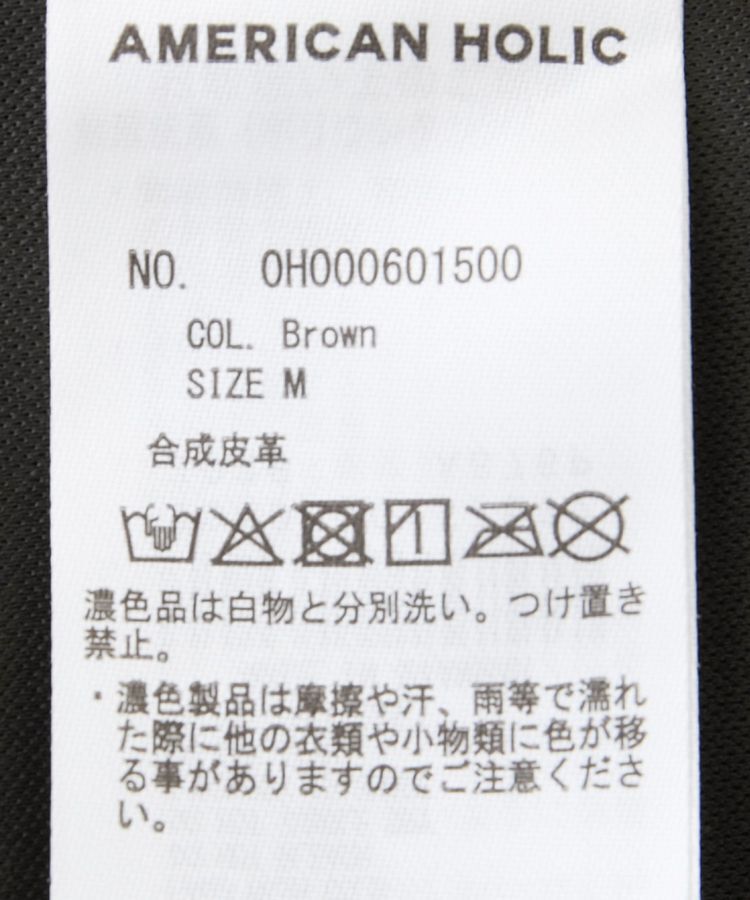 AMERICAN HOLIC
NO. 0H000601500
COL. Brown
SIZE M
合成皮革
濃色品は白物と分別洗い。つけ置き
禁止。
・濃色製品は摩擦や汗、雨等で濡れ
た際に他の衣類や小物類に色が移
る事がありますのでご注意くださ
い。